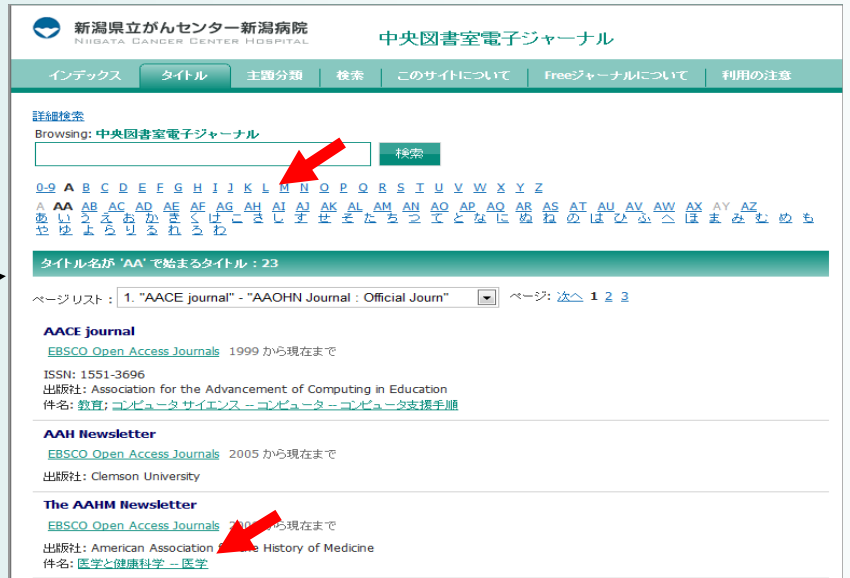 新潟県立がんセンター新潟病院
NIIGATA CANCER CENTER HOSPITAL
中央図書室電子ジャーナル
インデックス タイトル 主題分類 検索 このサイトについて Freeジャーナルについて 利用の注意
詳細検索
Browsing: 中央図書室電子ジャーナル
検索
0-9 A B C D E F G H I J K L M N O P Q R S T U V W X Y Z
A AA AB AC AD AE AF AG AH AI AJ AK AL AM AN AO AP AQ AR AS AT AU AV AW AX AY AZ
あ い う え お か き く け こ さ し す せ そ た ち つ て と な に ぬ ね の は ひ ふ へ ほ ま み む め も
や ゆ よ ら り る れ ろ わ
タイトル名が 'AA' で始まるタイトル : 23
ページリスト : 1. "AACE journal" - "AAOHN Journal : Official Journ" ページ: 次へ 1 2 3
AACE journal
EBSCO Open Access Journals 1999 から現在まで
ISSN: 1551-3696
出版社: Association for the Advancement of Computing in Education
件名: 教育; コンピュータ サイエンス -- コンピュータ -- コンピュータ支援手順
AAH Newsletter
EBSCO Open Access Journals 2005 から現在まで
出版社: Clemson University
The AAHM Newsletter
EBSCO Open Access Journals から現在まで
出版社: American Association History of Medicine
件名: 医学と健康科学 -- 医学